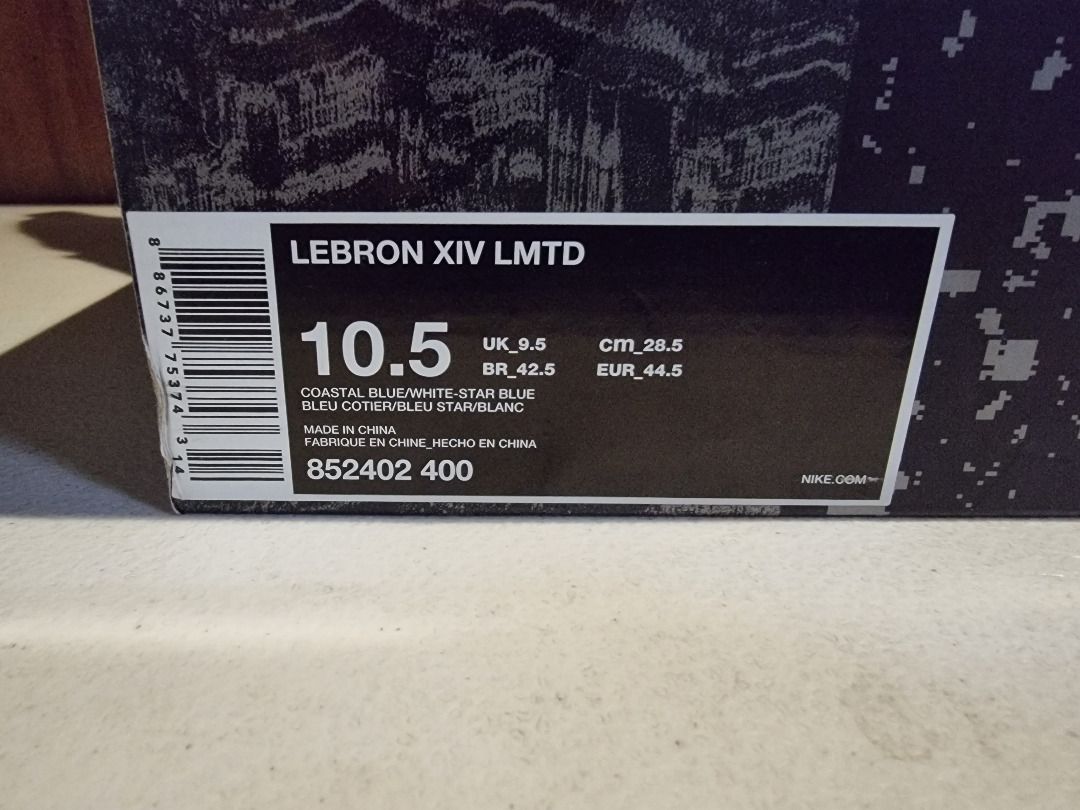 LEBRON XIV LMTD
10.5
UK_9.5 cm_28.5
BR_42.5 EUR_44.5
COASTAL BLUE/WHITE-STAR BLUE
BLEU COTIER/BLEU STAR/BLANC
MADE IN CHINA
FABRIQUE EN CHINE_HECHO EN CHINA
852402 400
NIKE.COM
8 86737 75374 3 14